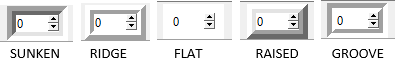 0 0 0 0 0
SUNKEN RIDGE FLAT RAISED GROOVE